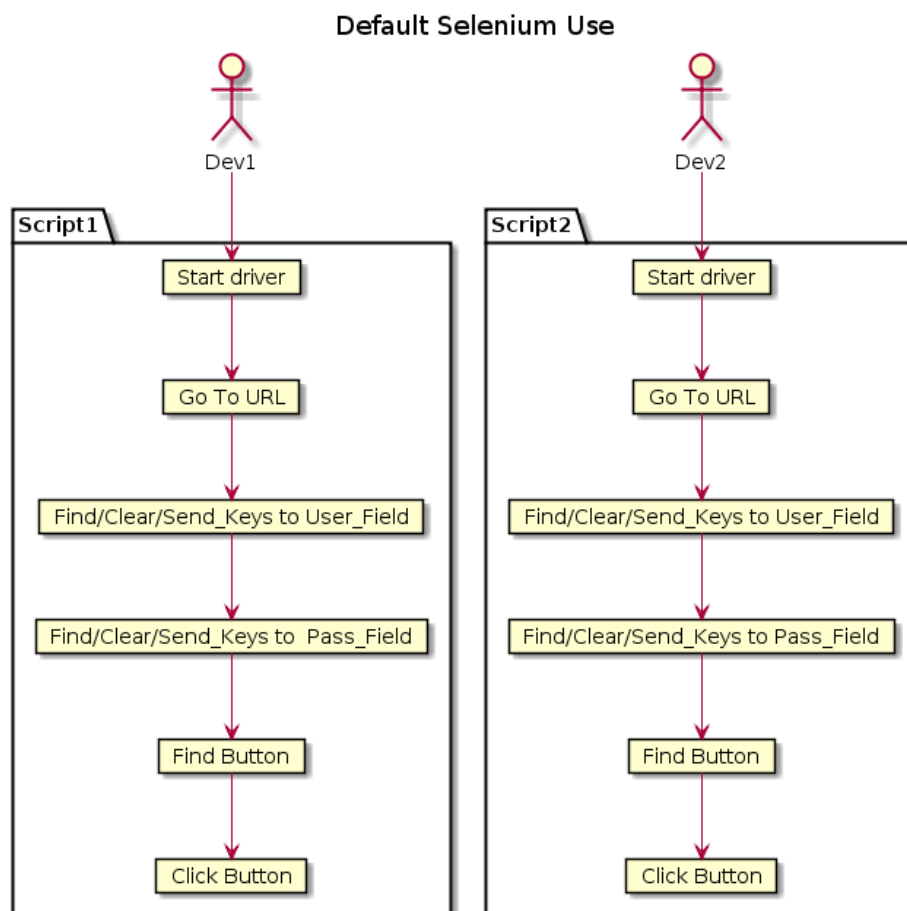 Default Selenium Use
Dev1
Dev2
Script1
Script2
Start driver
Start driver
Go To URL
Go To URL
Find/Clear/Send_Keys to User_Field
Find/Clear/Send_Keys to User_Field
Find/Clear/Send_Keys to  Pass_Field
Find/Clear/Send_Keys to Pass_Field
Find Button
Find Button
Click Button
Click Button